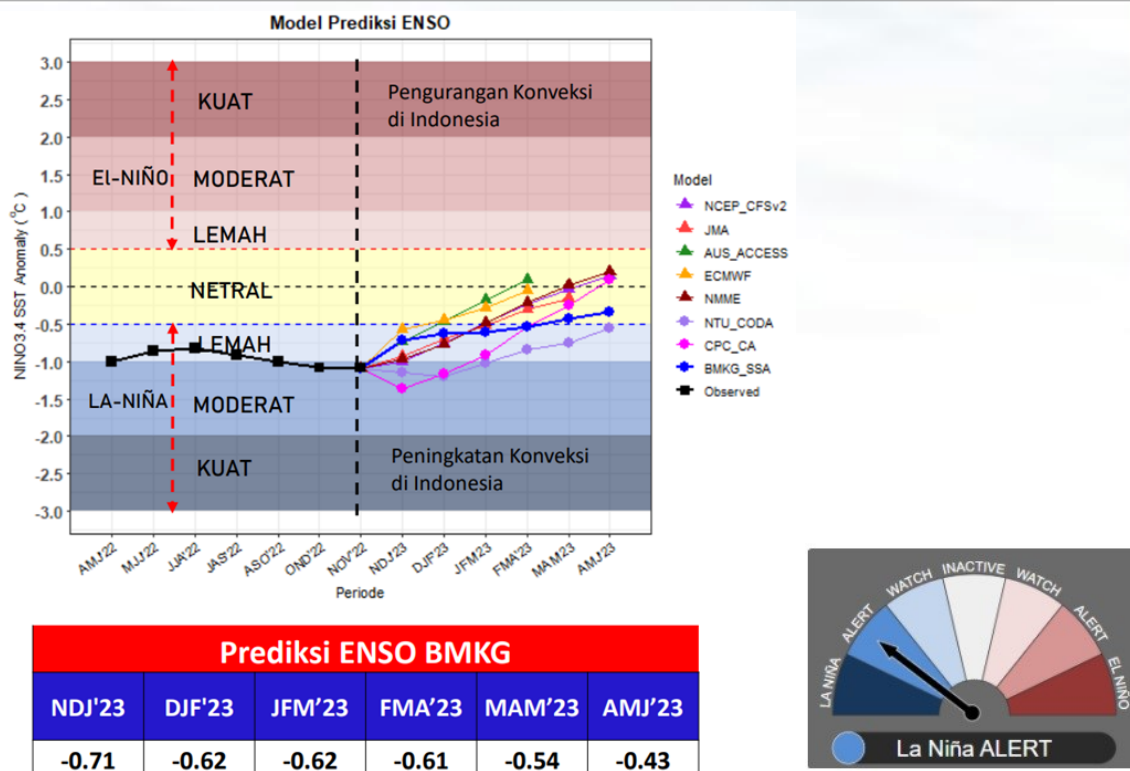 Model Prediksi ENSO
NINO3.4 SST Anomaly (°C)
3.0
2.5
2.0
1.5
1.0
0.5
0.0
-0.5
-1.0
-1.5
-2.0
-2.5
-3.0
KUAT
Pengurangan Konveksi
di Indonesia
El-NIÑO
MODERAT
LEMAH
NETRAL
LEMAH
LA-NIÑA
MODERAT
KUAT
Peningkatan Konveksi
di Indonesia
AMJ'22
MJJ'22
JJA'22
JAS'22
ASO'22
OND'22
NOV'22
NDJ'23
DJF'23
JFM'23
FMA'23
MAM'23
AMJ'23
Periode
Model
NCEP_CFSv2
JMA
AUS_ACCESS
ECMWF
NMME
NTU_CODA
CPC_CA
BMKG_SSA
Observed
Prediksi ENSO BMKG
NDJ'23 DJF'23 JFM'23 FMA'23 MAM'23 AMJ'23
-0.71 -0.62 -0.62 -0.61 -0.54 -0.43
LA NIÑA
ALERT
WATCH
INACTIVE
WATCH
ALERT
EL NIÑO
La Niña ALERT